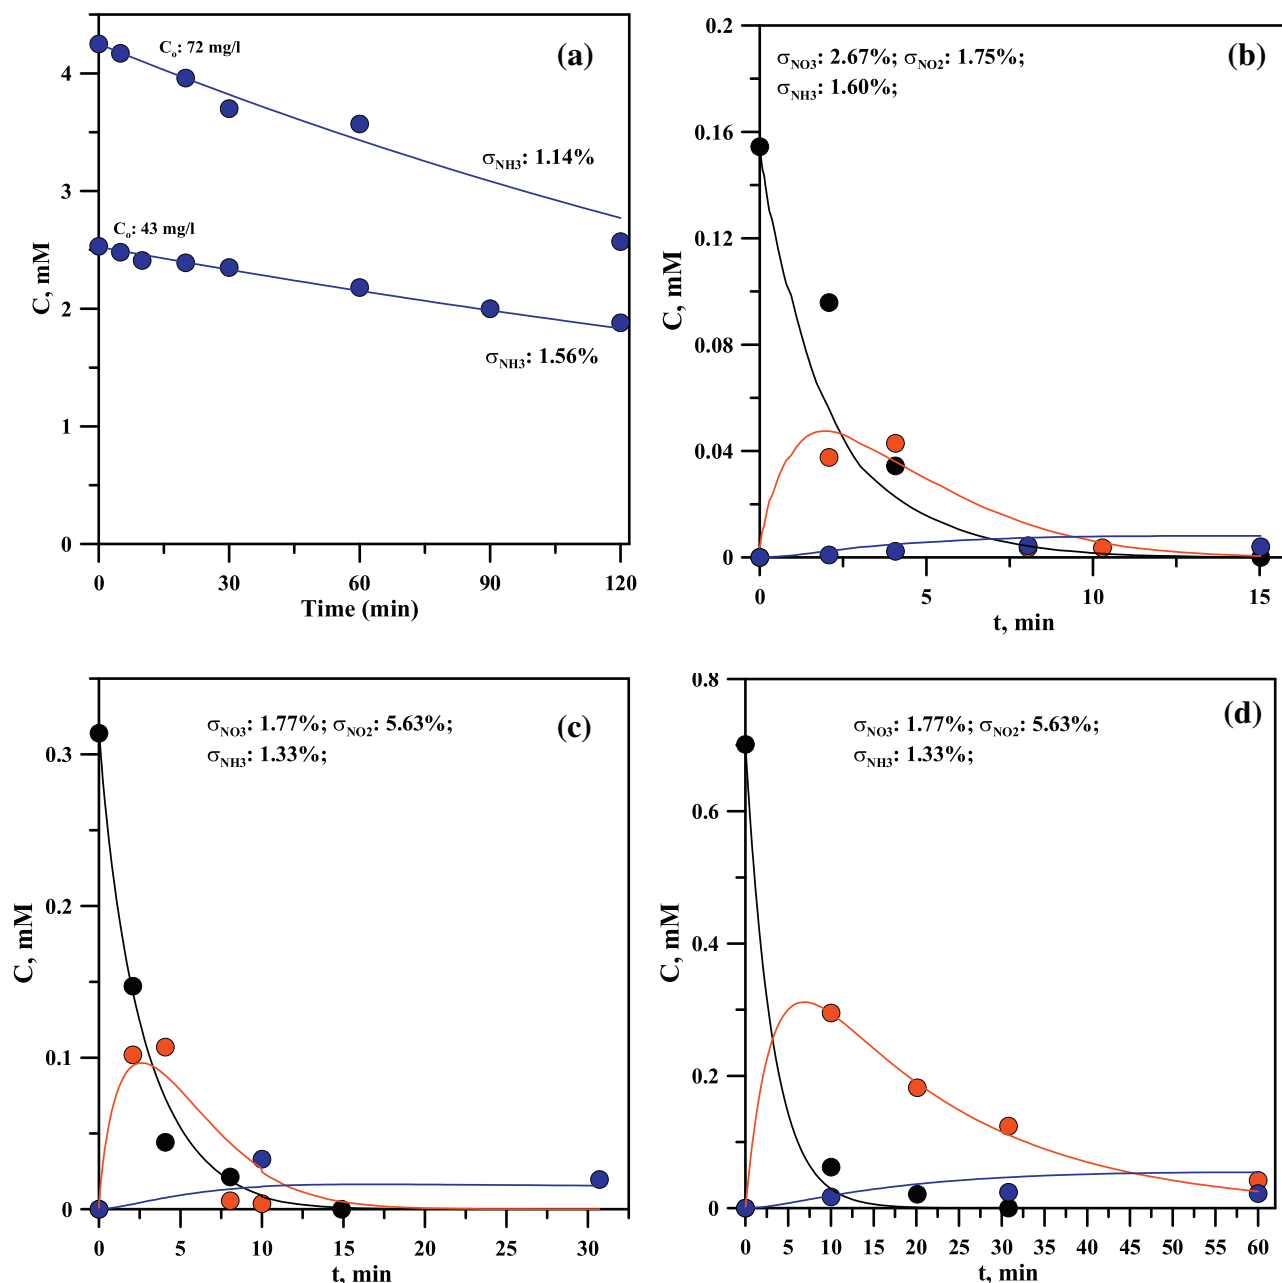 (a)
C₀: 72 mg/l
4
σNH3: 1.14%
3
C₀: 43 mg/l
C, mM
2
σNH3: 1.56%
1
0
0 30 60 90 120
Time (min)
0.2
(b)
σNO3: 2.67%; σNO2: 1.75%;
σNH3: 1.60%;
0.16
0.12
C, mM
0.08
0.04
0
0 5 10 15
t, min
(c)
σNO3: 1.77%; σNO2: 5.63%;
σNH3: 1.33%;
0.3
0.2
C, mM
0.1
0
0 5 10 15 20 25 30
t, min
0.8
(d)
σNO3: 1.77%; σNO2: 5.63%;
σNH3: 1.33%;
0.6
C, mM
0.4
0.2
0
0 5 10 15 20 25 30 35 40 45 50 55 60
t, min